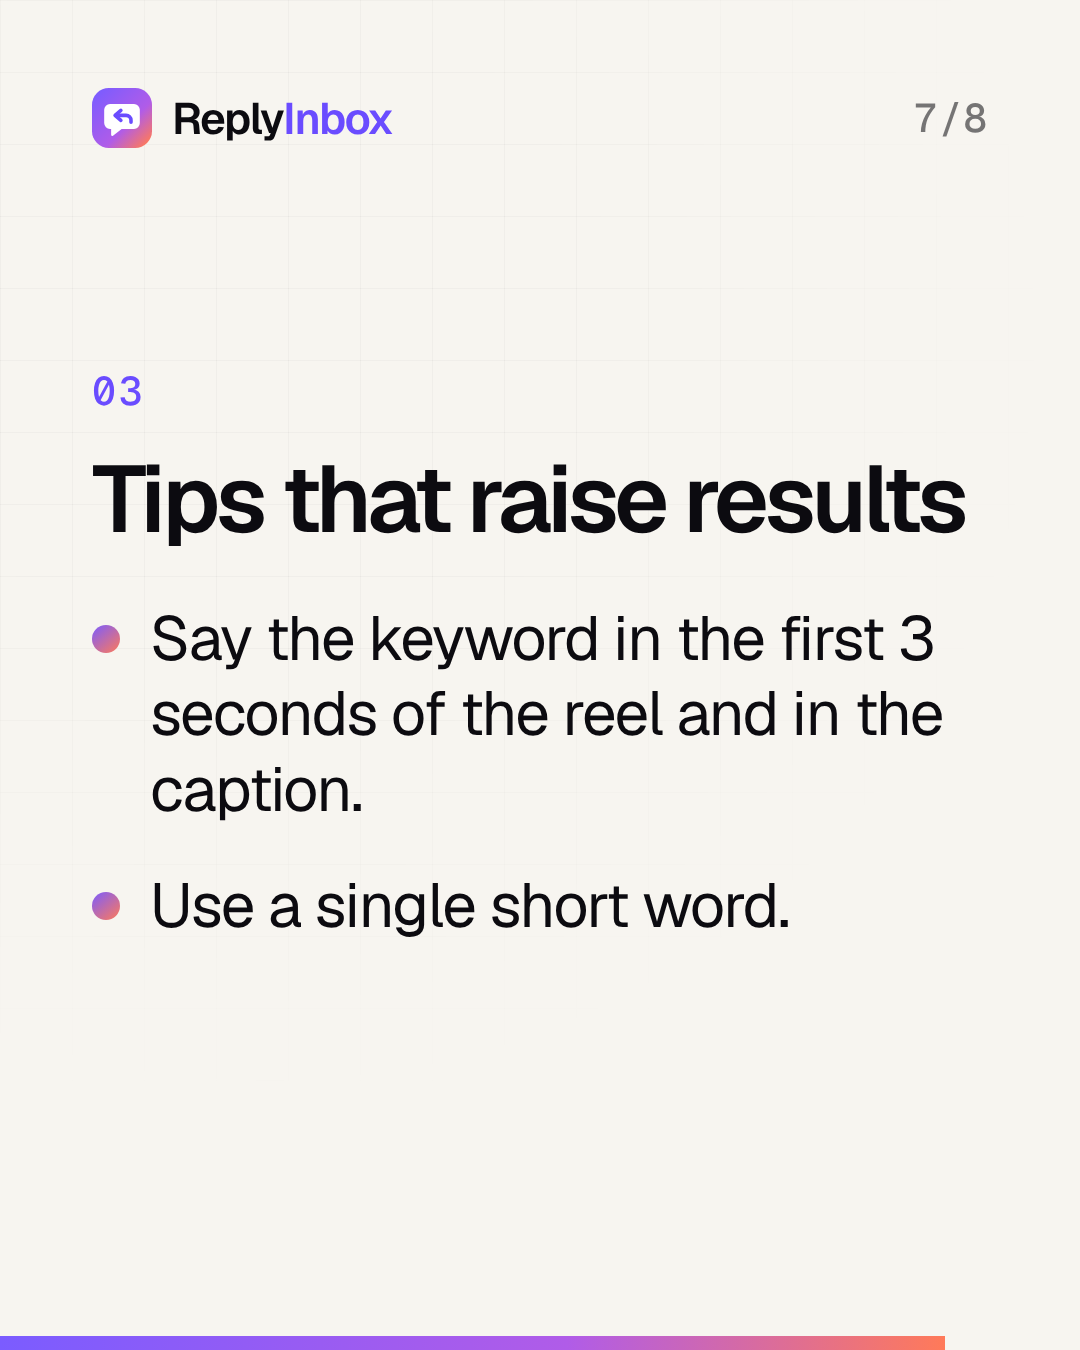 ReplyInbox
7/8
03
Tips that raise results
Say the keyword in the first 3
seconds of the reel and in the
caption.
Use a single short word.